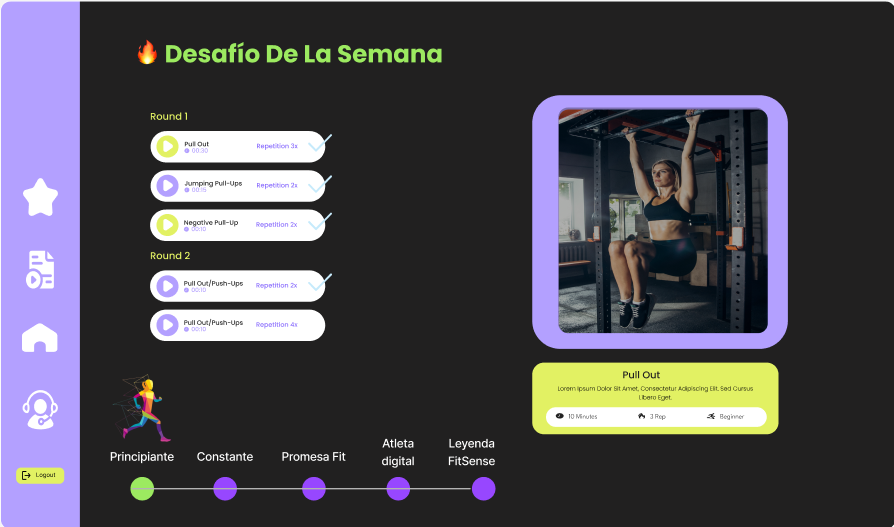 Desafío De La Semana
Round 1
Pull Out
00:30
Repetition 3x
Jumping Pull-Ups
00:15
Repetition 2x
Negative Pull-Up
00:10
Repetition 2x
Round 2
Pull Out/Push-Ups
00:10
Repetition 2x
Pull Out/Push-Ups
00:10
Repetition 4x
Pull Out
Lorem Ipsum Dolor Sit Amet, Consectetur Adipiscing Elit. Sed Cursus
Libero Eget.
10 Minutes
3 Rep
Beginner
Principiante
Constante
Promesa Fit
Atleta
digital
Leyenda
FitSense
Logout